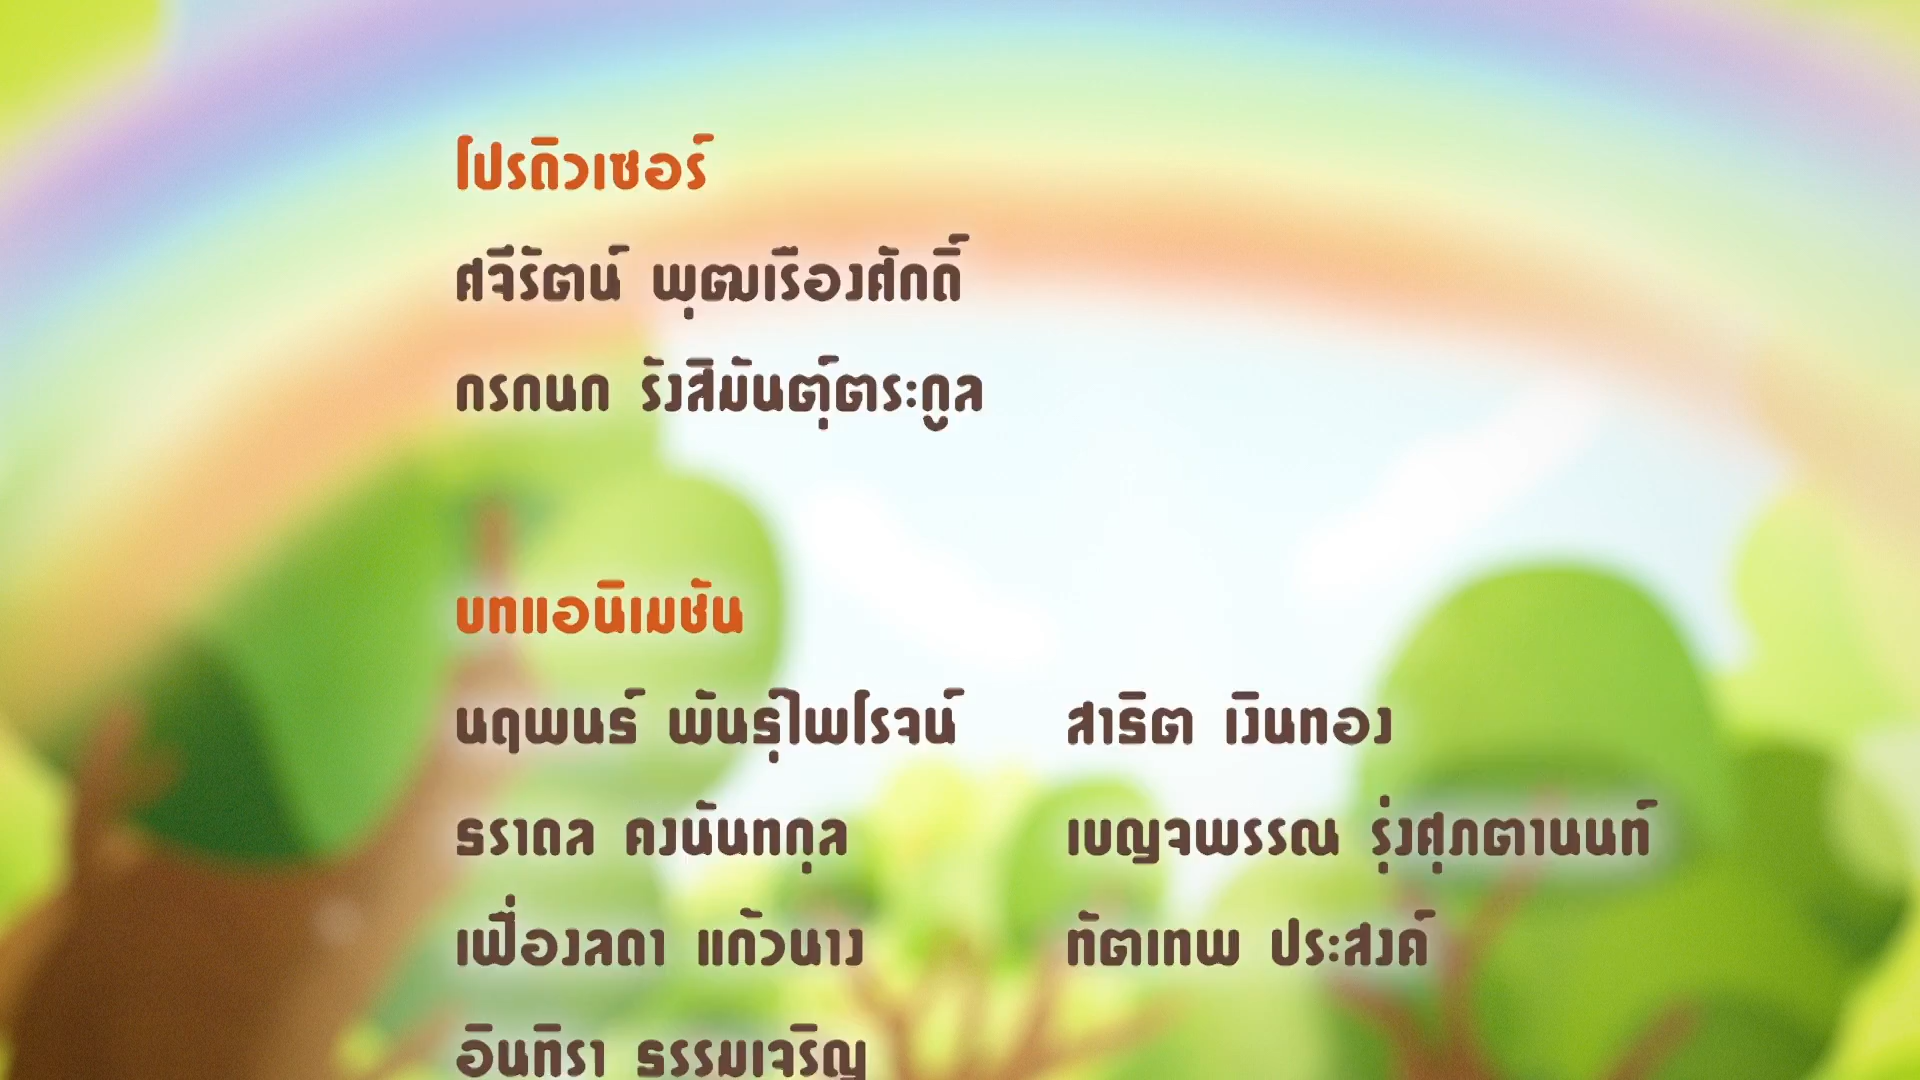 โปรดิวเซอร์
ศจีรัตน์ พุฒเรืองศักดิ์
กรกนก รังสิมันตุ์ตระกูล
บทแอนิเมชัน
นฤพนธ์ พันธุ์ไพโรจน์ สาธิต เงินทอง
ธราดล คงนันทกุล เบญจพรรณ รุ่งศุภตานนท์
เฟื่องลดา แก้วนาง ทัตเทพ ประสงค์
อินทิรา ธรรมเจริญ